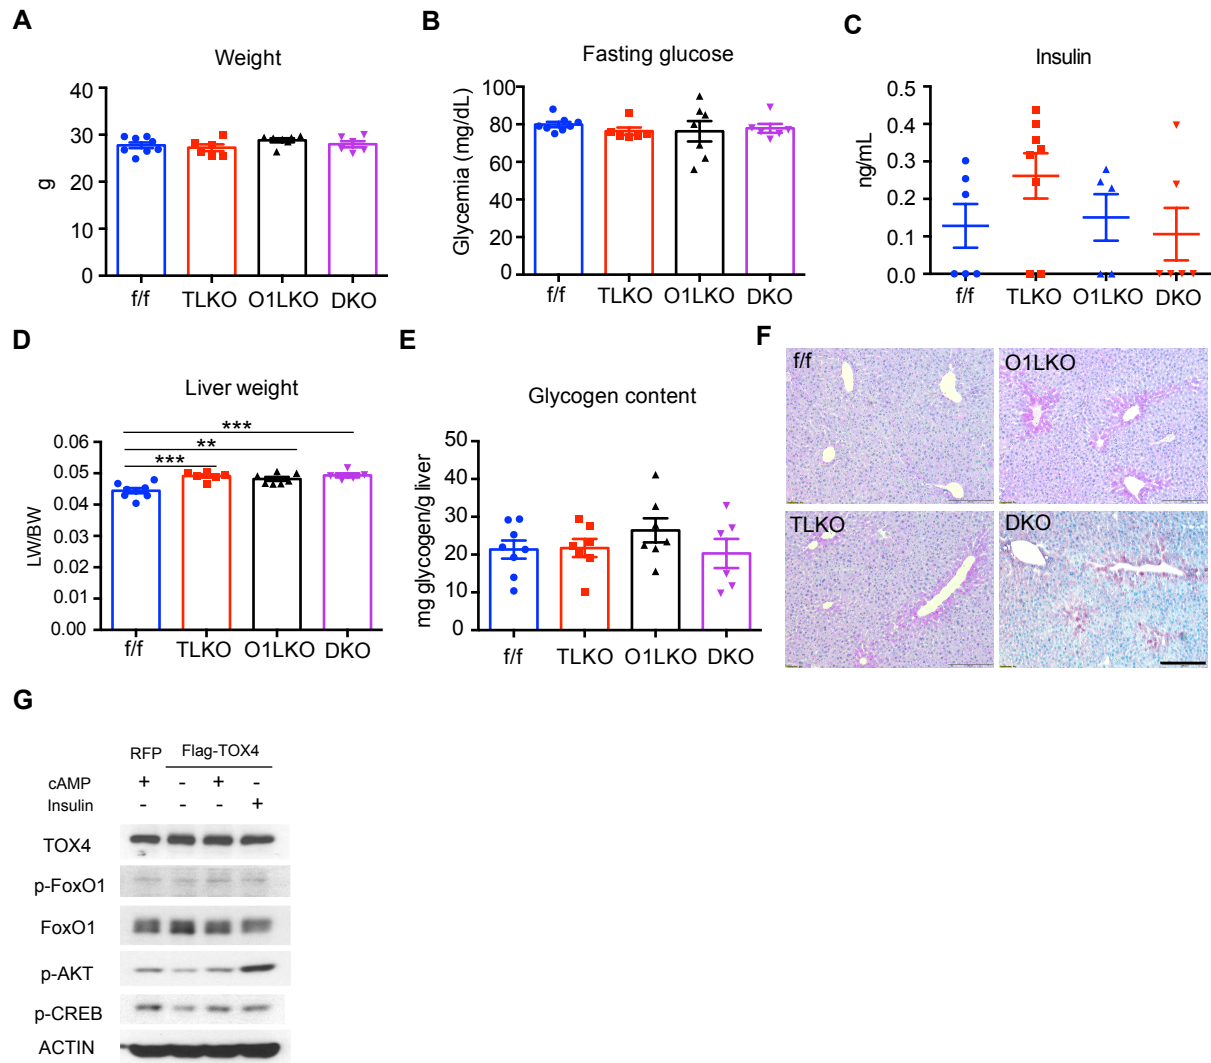 A
Weight
g
40
30
20
10
0
f/f TLKO O1LKO DKO
B
Fasting glucose
Glycemia (mg/dL)
100
80
60
40
20
0
f/f TLKO O1LKO DKO
C
Insulin
ng/mL
0.5
0.4
0.3
0.2
0.1
0.0
f/f TLKO O1LKO DKO
D
Liver weight
LW/BW
***
**
***
0.06
0.05
0.04
0.03
0.02
0.01
0.00
f/f TLKO O1LKO DKO
E
Glycogen content
mg glycogen/g liver
50
40
30
20
10
0
f/f TLKO O1LKO DKO
F
f/f O1LKO
TLKO DKO
G
RFP Flag-TOX4
cAMP + - + -
Insulin - - - +
TOX4
p-FoxO1
FoxO1
p-AKT
p-CREB
ACTIN